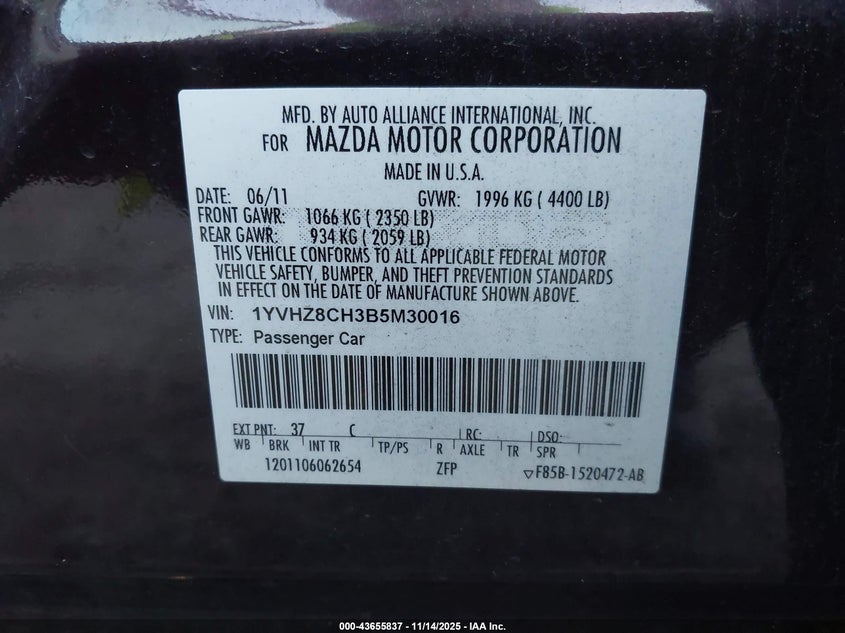 MFD. BY AUTO ALLIANCE INTERNATIONAL, INC.
FOR MAZDA MOTOR CORPORATION
MADE IN U.S.A.
DATE: 06/11 GVWR: 1996 KG ( 4400 LB)
FRONT GAWR: 1066 KG ( 2350 LB)
REAR GAWR: 934 KG ( 2059 LB)
THIS VEHICLE CONFORMS TO ALL APPLICABLE FEDERAL MOTOR
VEHICLE SAFETY, BUMPER, AND THEFT PREVENTION STANDARDS
IN EFFECT ON THE DATE OF MANUFACTURE SHOWN ABOVE.
VIN: 1YVHZ8CH3B5M30016
TYPE: Passenger Car
EXT PNT: 37 C RC: DSO:
WB BRK INT TR TP/PS R AXLE TR SPR
1201106062654 ZFP ▽F85B-1520472-AB
000-43655837 - 11/14/2025 - IAA Inc.